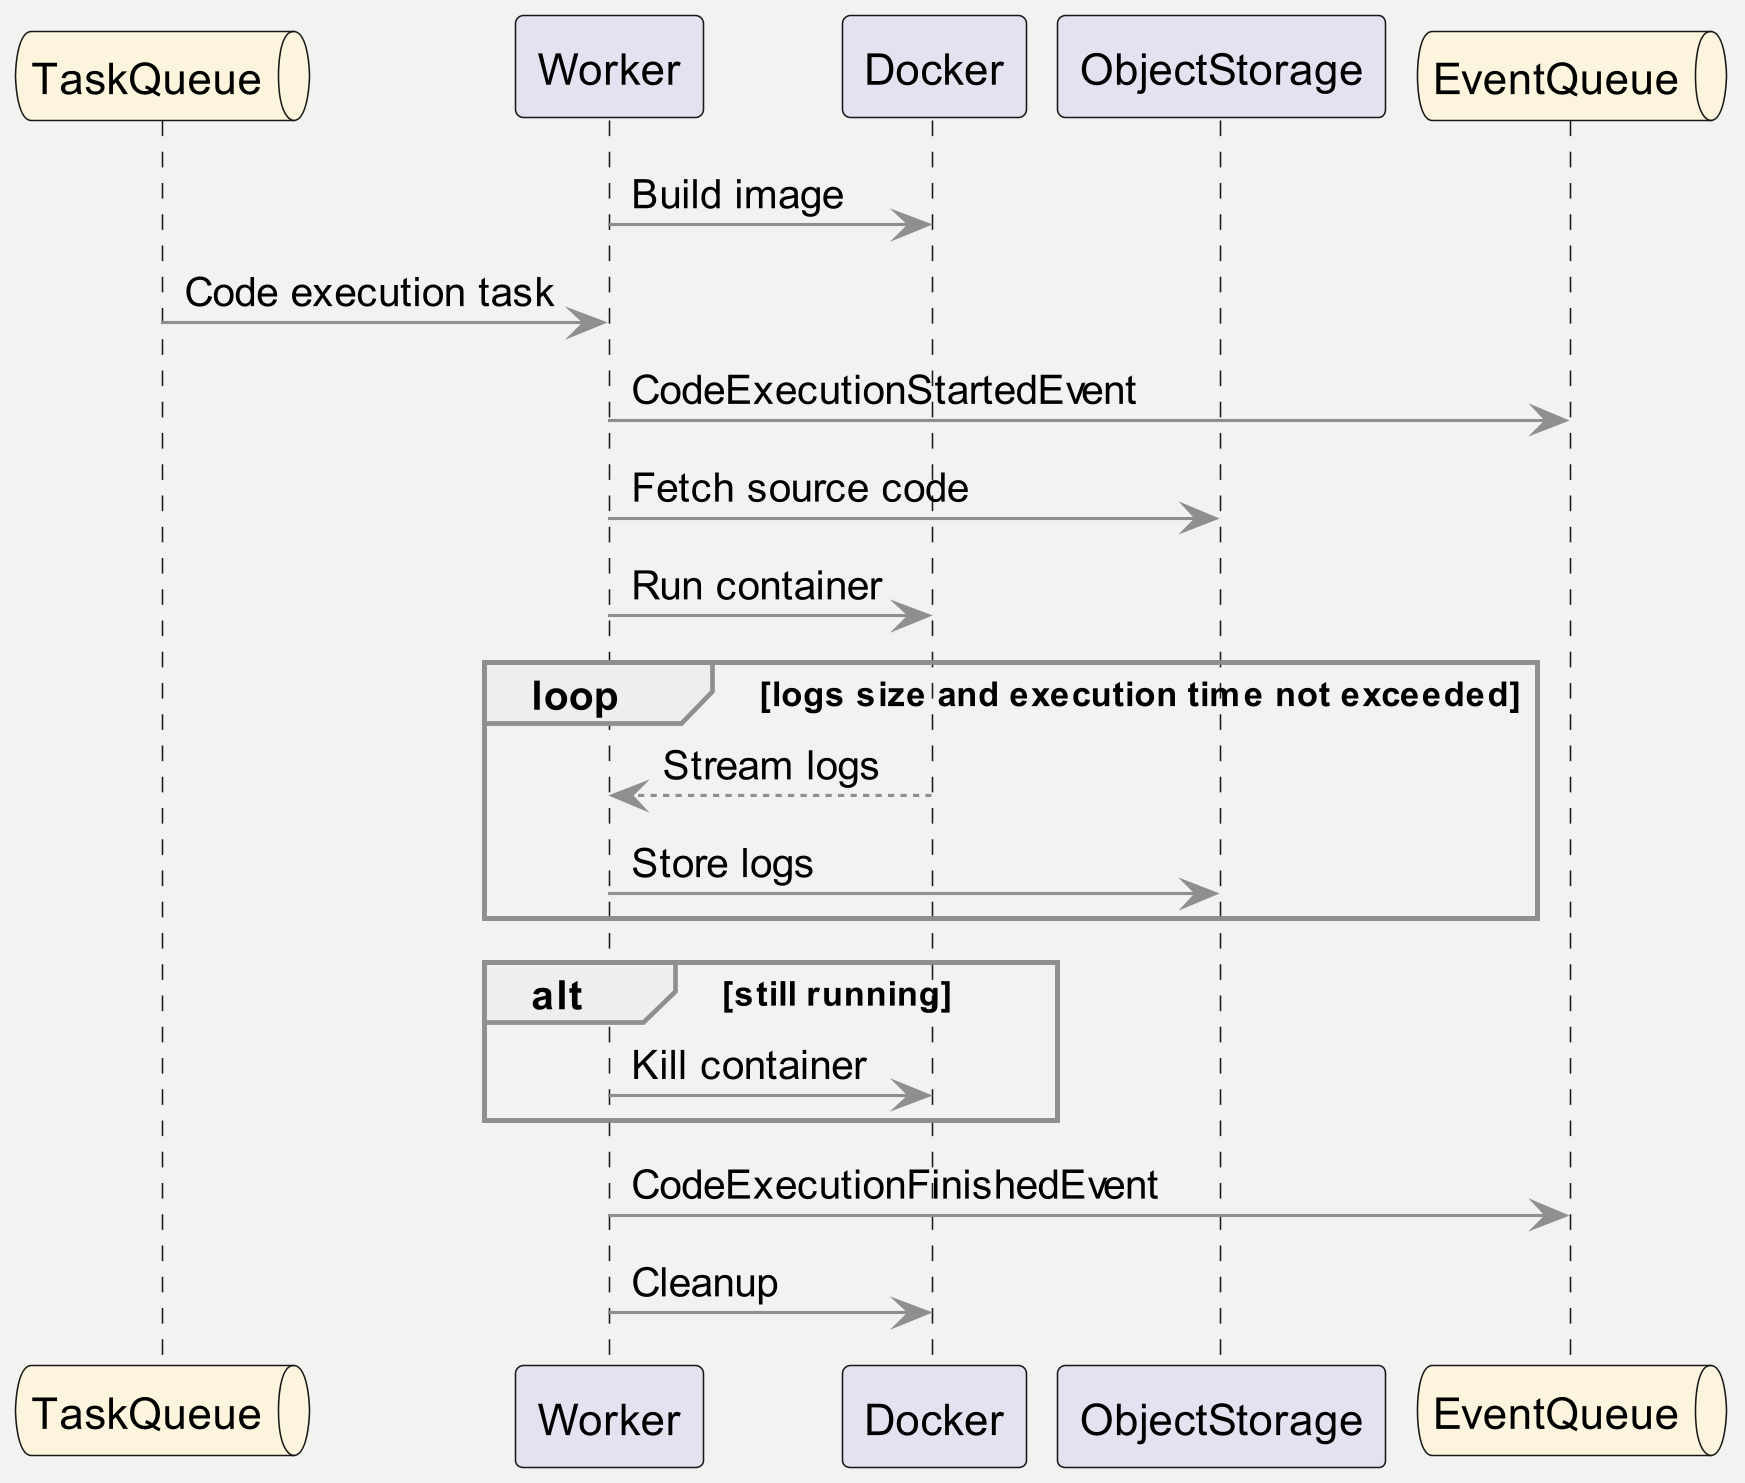 TaskQueue
Worker
Docker
ObjectStorage
EventQueue
Build image
Code execution task
CodeExecutionStartedEvent
Fetch source code
Run container
loop
[logs size and execution time not exceeded]
Stream logs
Store logs
alt
[still running]
Kill container
CodeExecutionFinishedEvent
Cleanup
TaskQueue
Worker
Docker
ObjectStorage
EventQueue